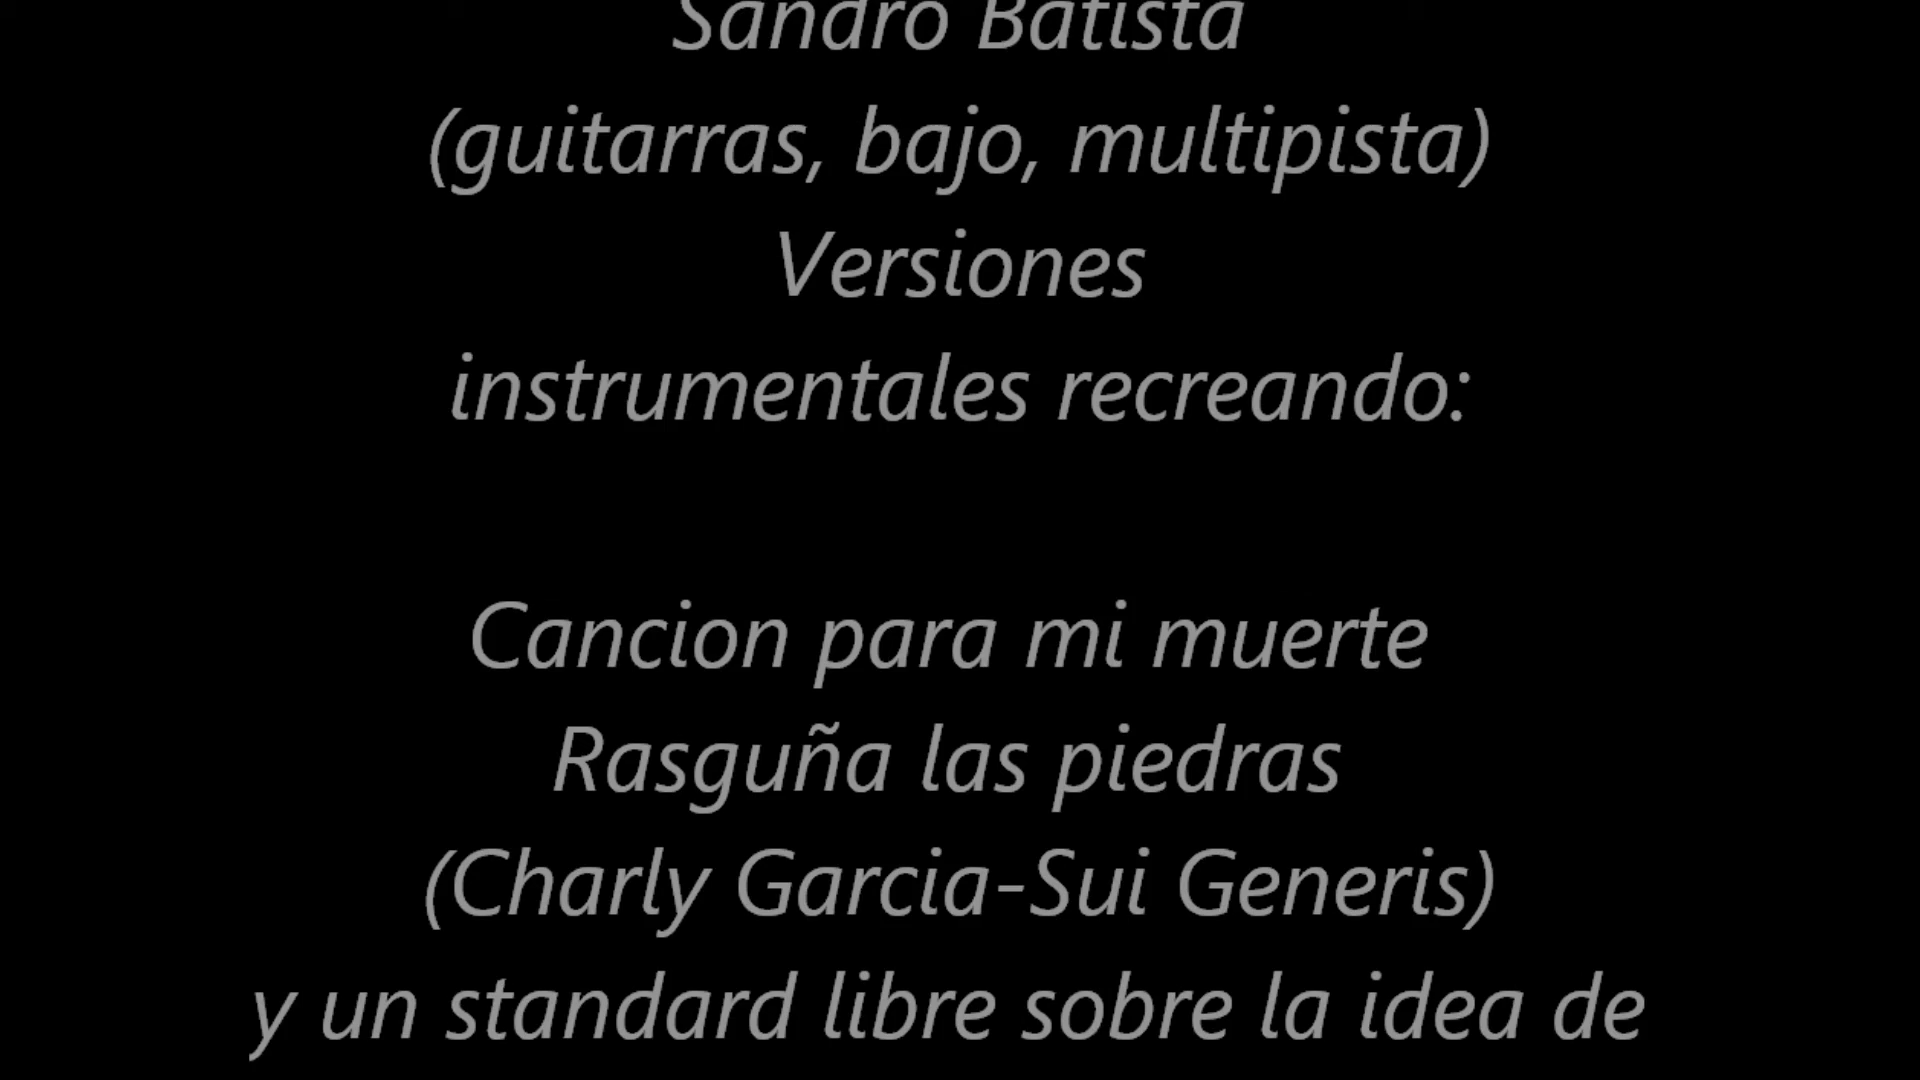 Sandro Batista
(guitarras, bajo, multipista)
Versiones
instrumentales recreando:
Cancion para mi muerte
Rasguña las piedras
(Charly Garcia-Sui Generis)
y un standard libre sobre la idea de